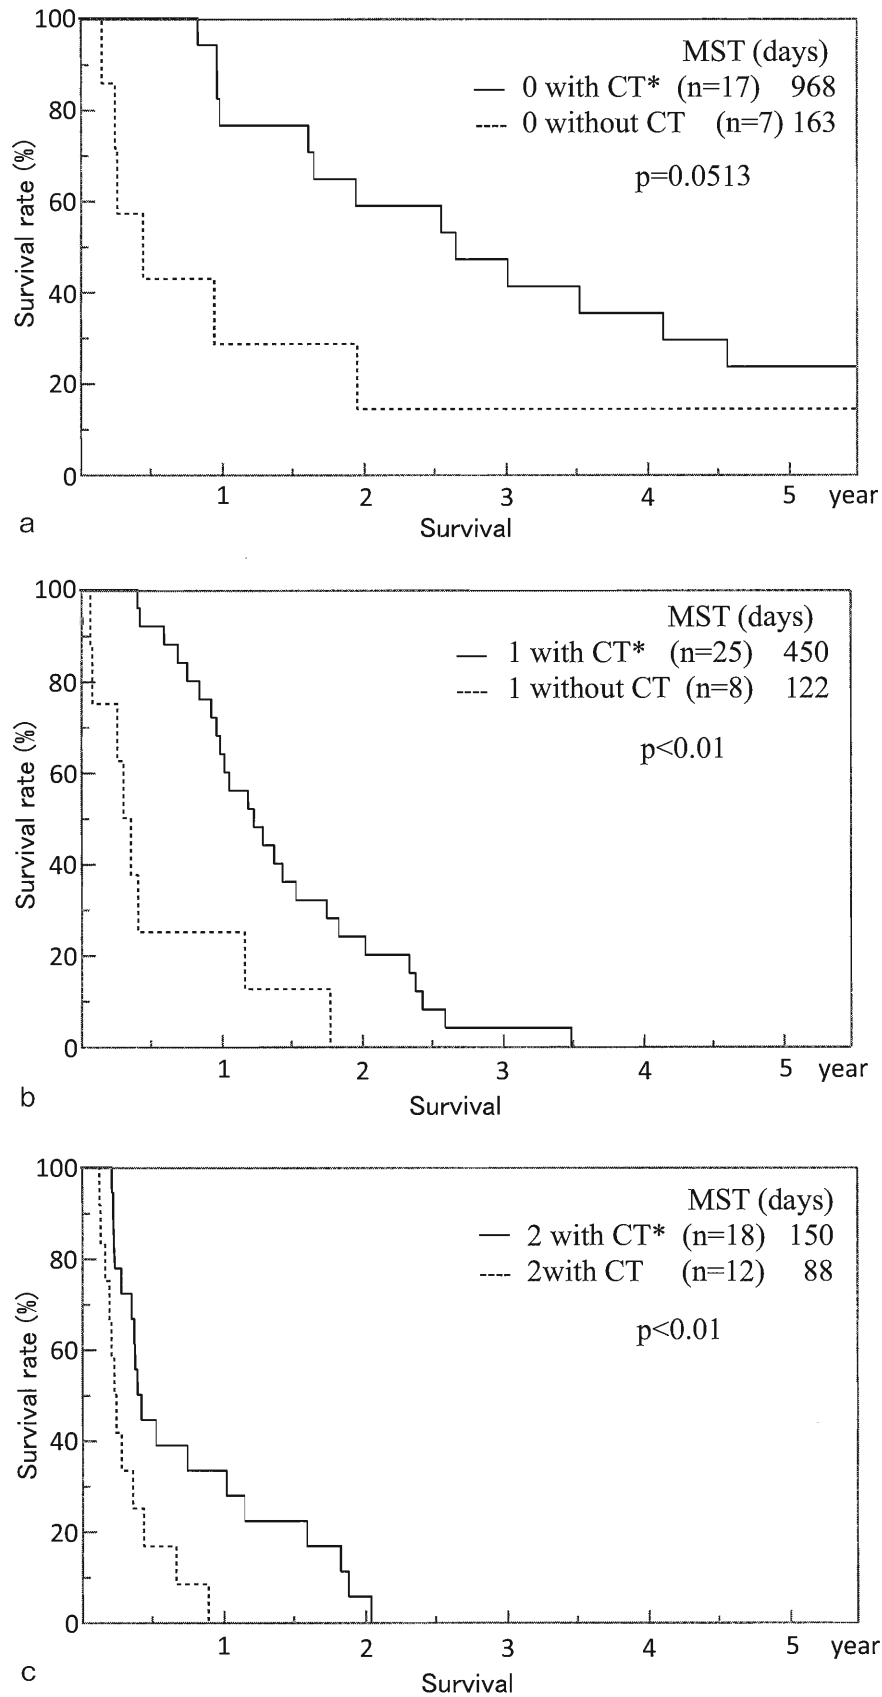 100
80
60
40
20
0
Survival rate (%)
MST (days)
0 with CT* (n=17) 968
0 without CT (n=7) 163
p=0.0513
1 2 3 4 5 year
Survival
a
100
80
60
40
20
0
Survival rate (%)
MST (days)
1 with CT* (n=25) 450
1 without CT (n=8) 122
p<0.01
1 2 3 4 5 year
Survival
b
100
80
60
40
20
0
Survival rate (%)
MST (days)
2 with CT* (n=18) 150
2with CT (n=12) 88
p<0.01
1 2 3 4 5 year
Survival
c